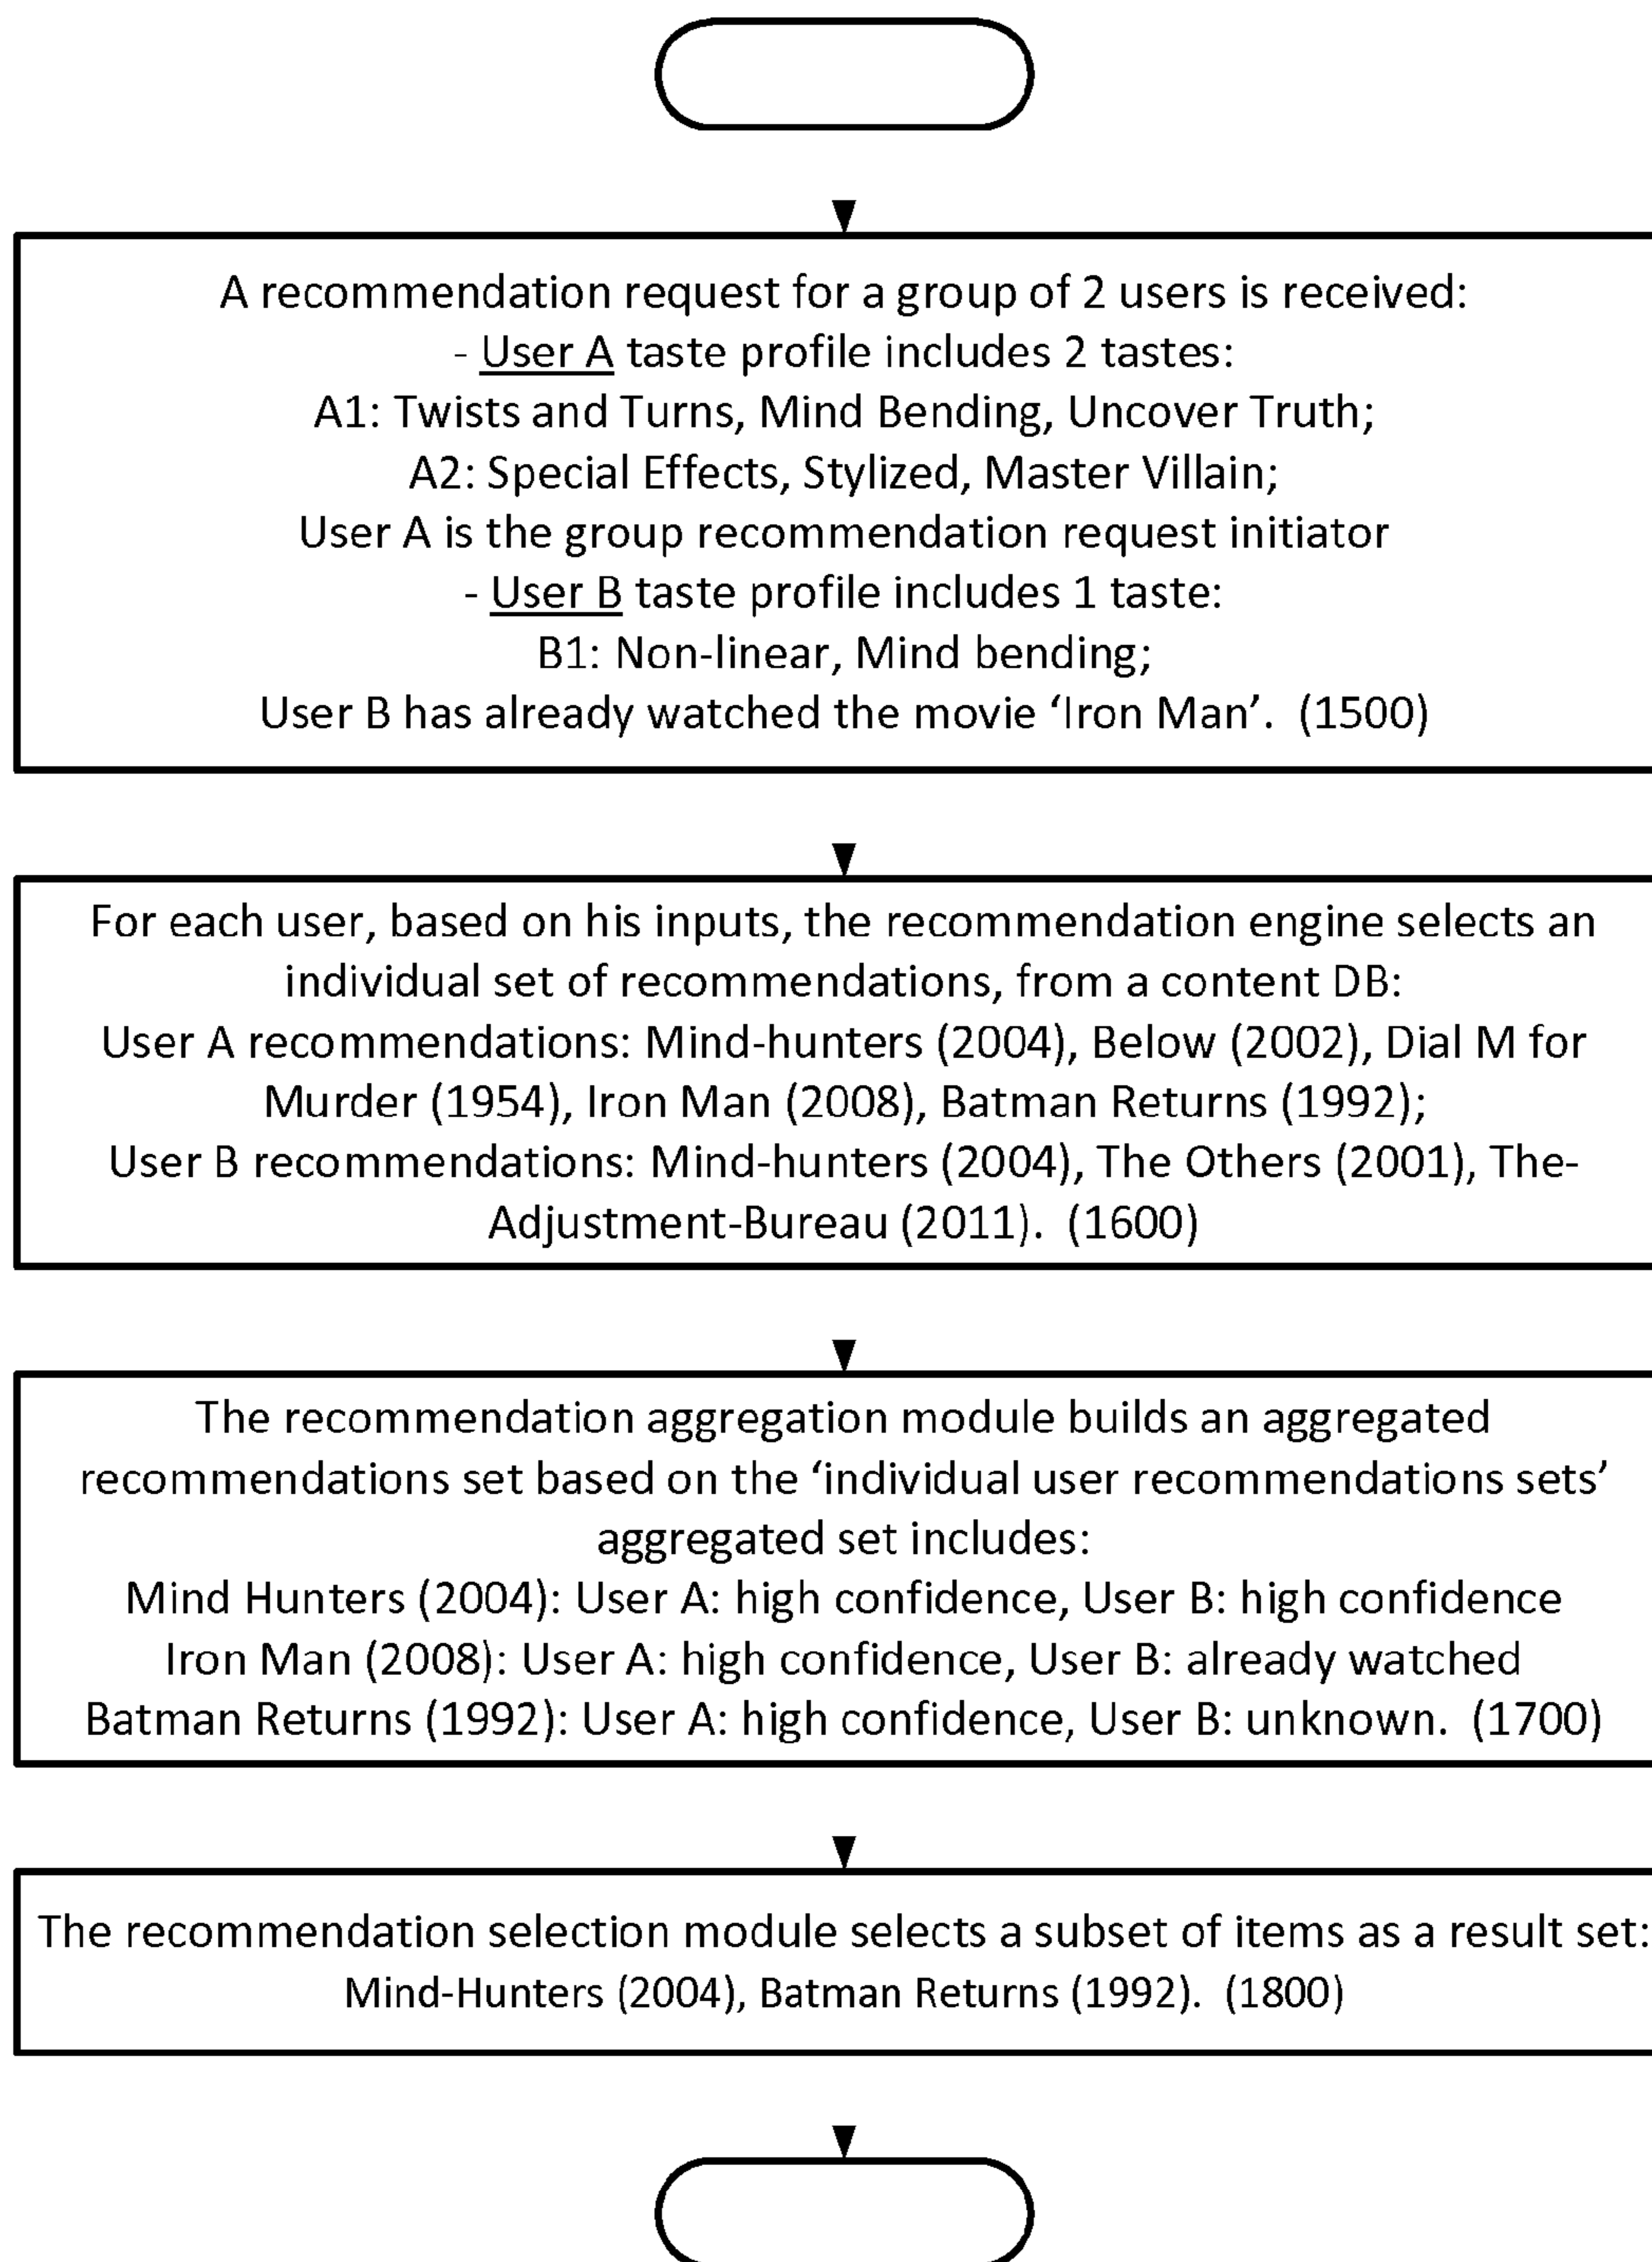 A recommendation request for a group of 2 users is received:
- User A taste profile includes 2 tastes:
A1: Twists and Turns, Mind Bending, Uncover Truth;
A2: Special Effects, Stylized, Master Villain;
User A is the group recommendation request initiator
- User B taste profile includes 1 taste:
B1: Non-linear, Mind bending;
User B has already watched the movie ‘Iron Man’. (1500)
For each user, based on his inputs, the recommendation engine selects an
individual set of recommendations, from a content DB:
User A recommendations: Mind-hunters (2004), Below (2002), Dial M for
Murder (1954), Iron Man (2008), Batman Returns (1992);
User B recommendations: Mind-hunters (2004), The Others (2001), The-
Adjustment-Bureau (2011). (1600)
The recommendation aggregation module builds an aggregated
recommendations set based on the ‘individual user recommendations sets’
aggregated set includes:
Mind Hunters (2004): User A: high confidence, User B: high confidence
Iron Man (2008): User A: high confidence, User B: already watched
Batman Returns (1992): User A: high confidence, User B: unknown. (1700)
The recommendation selection module selects a subset of items as a result set:
Mind-Hunters (2004), Batman Returns (1992). (1800)